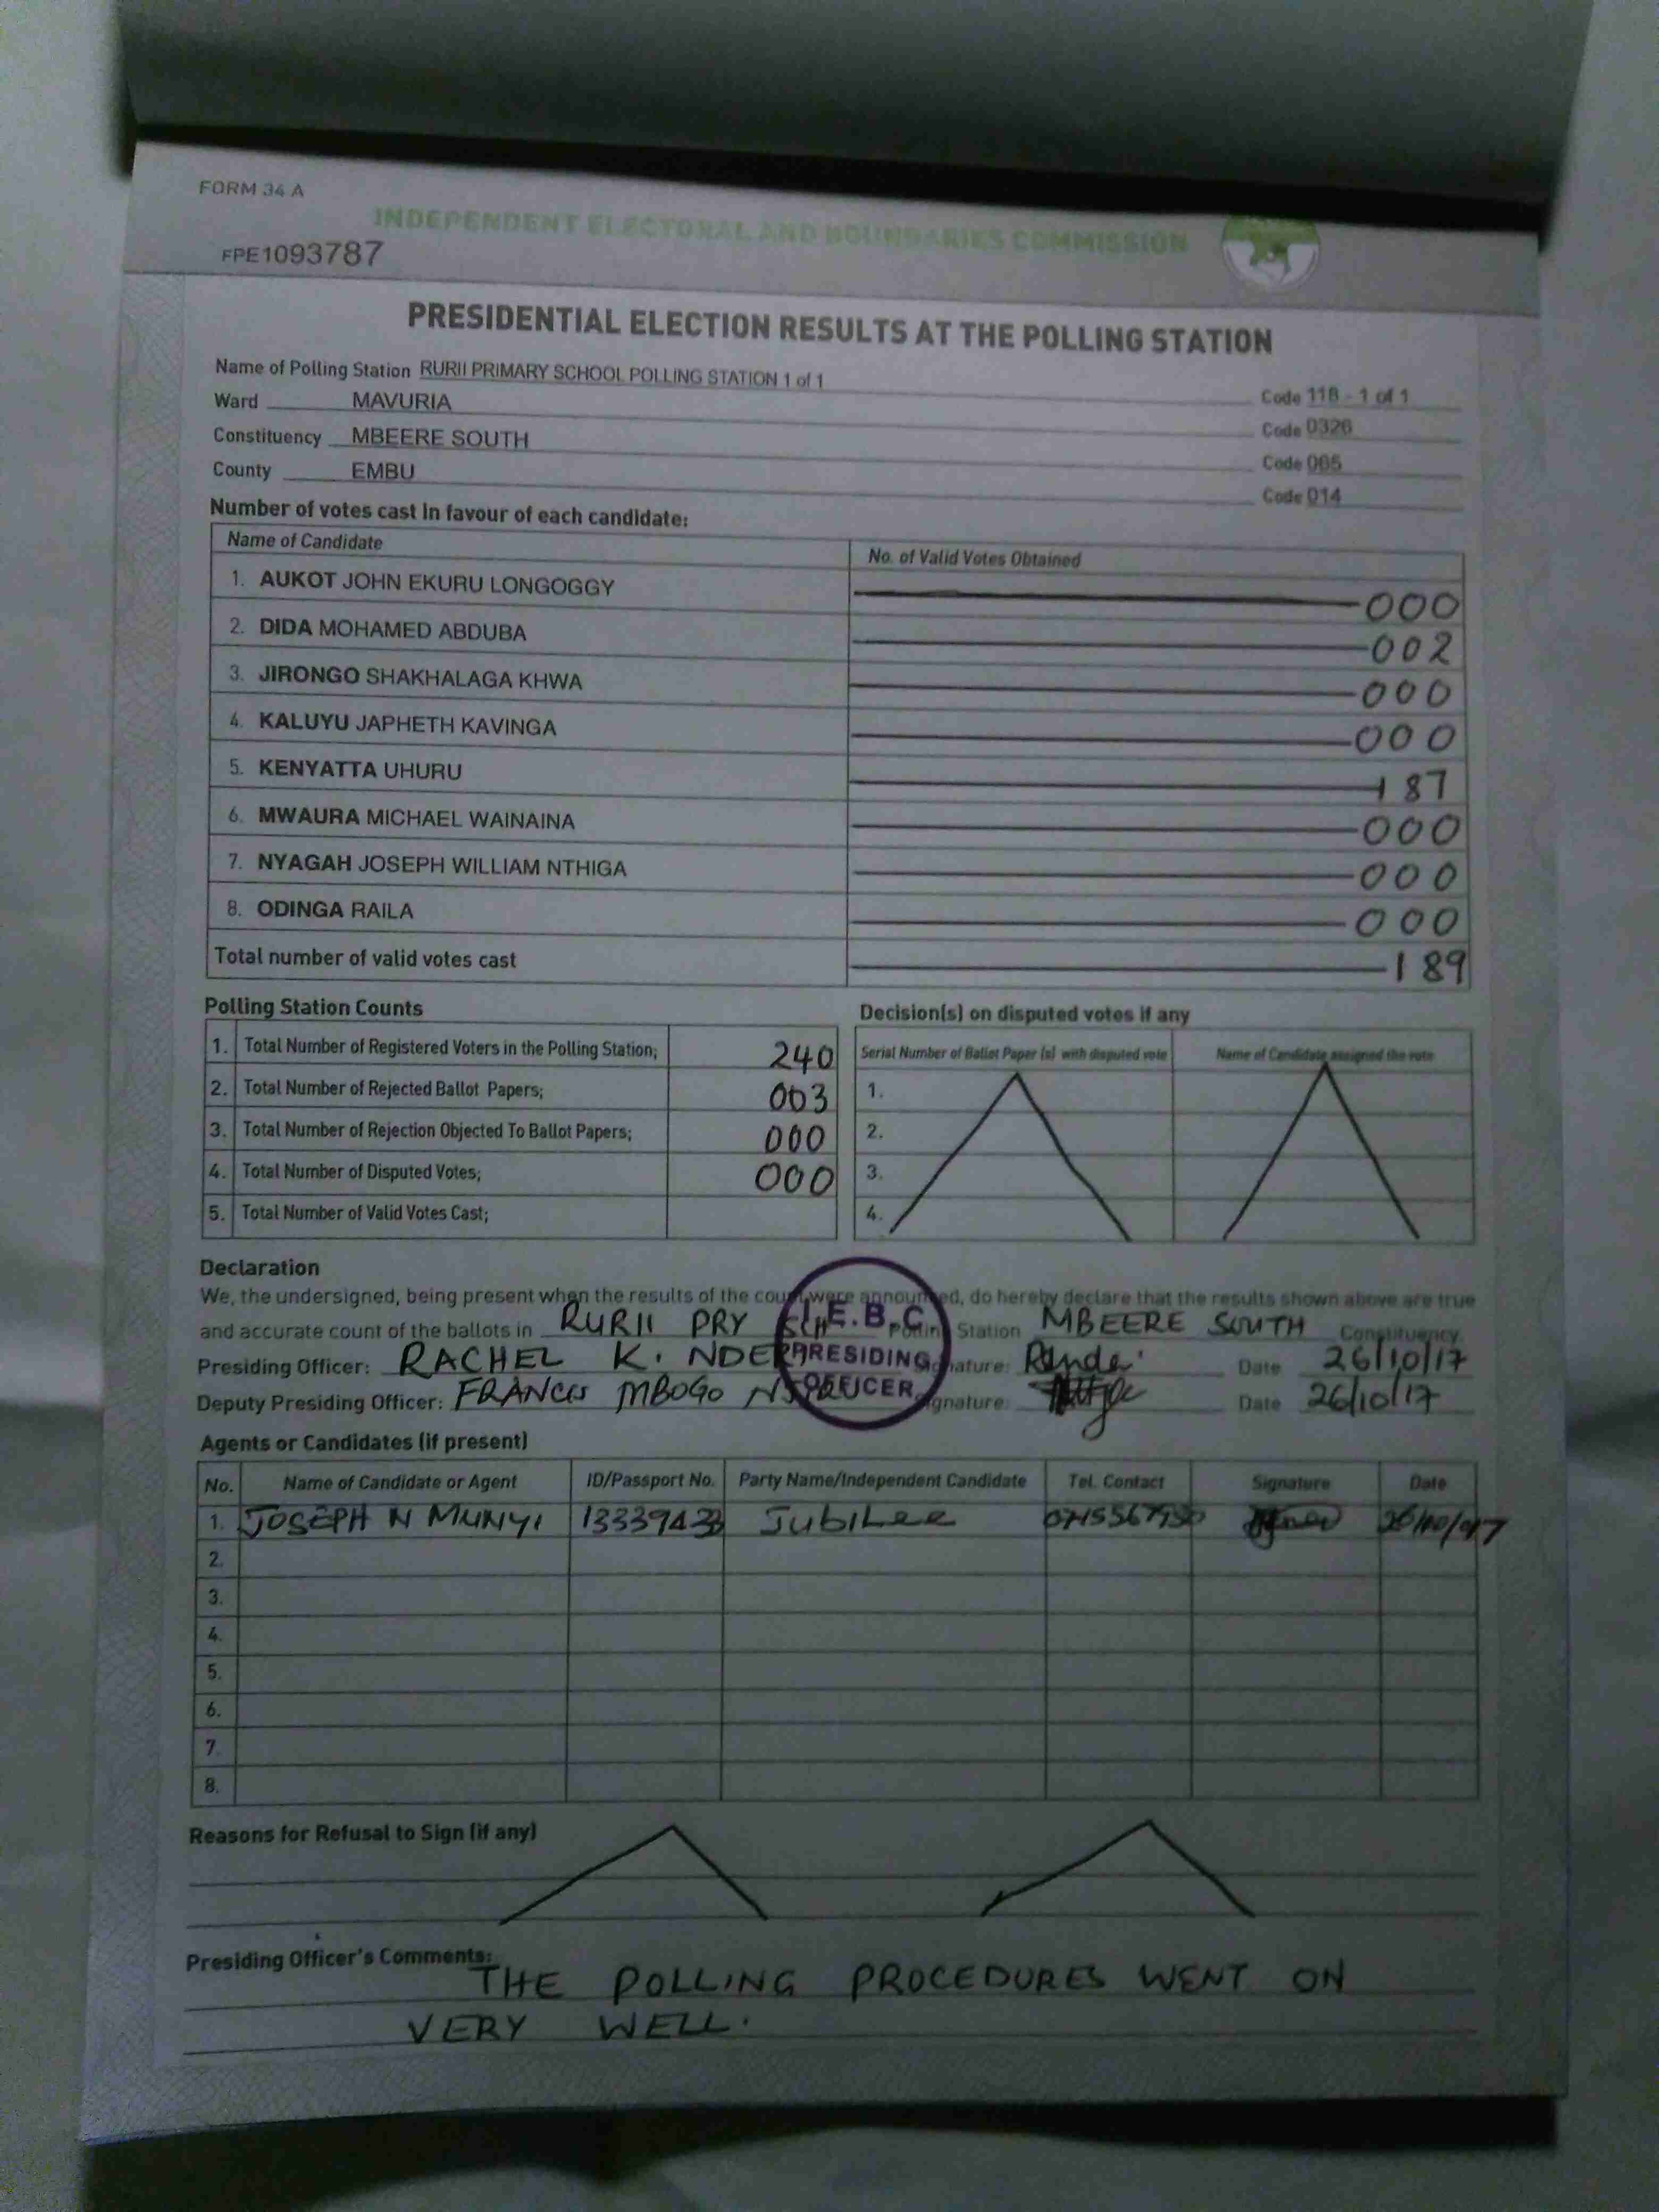 FORM 34 A
INDEPENDENT ELECTORAL AND BOUNDARIES COMMISSION
FPE1093787
PRESIDENTIAL ELECTION RESULTS AT THE POLLING STATION
Name of Polling Station RURII PRIMARY SCHOOL POLLING STATION 1 of 1 Code 118 - 1 of 1
Ward MAVURIA Code 0326
Constituency MBEERE SOUTH Code 065
County EMBU Code 014
Number of votes cast in favour of each candidate:
Name of Candidate No. of Valid Votes Obtained
1. AUKOT JOHN EKURU LONGOGGY 000
2. DIDA MOHAMED ABDUBA 002
3. JIRONGO SHAKHALAGA KHWA 000
4. KALUYU JAPHETH KAVINGA 000
5. KENYATTA UHURU 187
6. MWAURA MICHAEL WAINAINA 000
7. NYAGAH JOSEPH WILLIAM NTHIGA 000
8. ODINGA RAILA 000
Total number of valid votes cast 189
Polling Station Counts
1. Total Number of Registered Voters in the Polling Station; 240
2. Total Number of Rejected Ballot Papers; 003
3. Total Number of Rejection Objected To Ballot Papers; 000
4. Total Number of Disputed Votes; 000
5. Total Number of Valid Votes Cast;
Decision(s) on disputed votes if any
Serial Number of Ballot Paper (s) with disputed vote Name of Candidate assigned the vote
1.
2.
3.
4.
Declaration
We, the undersigned, being present when the results of the count were announced, do hereby declare that the results shown above are true
and accurate count of the ballots in RURII PRY SCH Polling Station MBEERE SOUTH Constituency
Presiding Officer: RACHEL K. Signature: Date 26/10/17
Deputy Presiding Officer: FRANCIS MBOGO Signature: Date 26/10/17
I.E.B.C
PRESIDING
OFFICER
Agents or Candidates (if present)
No. Name of Candidate or Agent ID/Passport No. Party Name/Independent Candidate Tel. Contact Signature Date
1. JOSEPH N MUNYI Jubilee
2.
3.
4.
5.
6.
7.
8.
Reasons for Refusal to Sign (if any)
Presiding Officer's Comments: THE POLLING PROCEDURES WENT ON
VERY WELL.